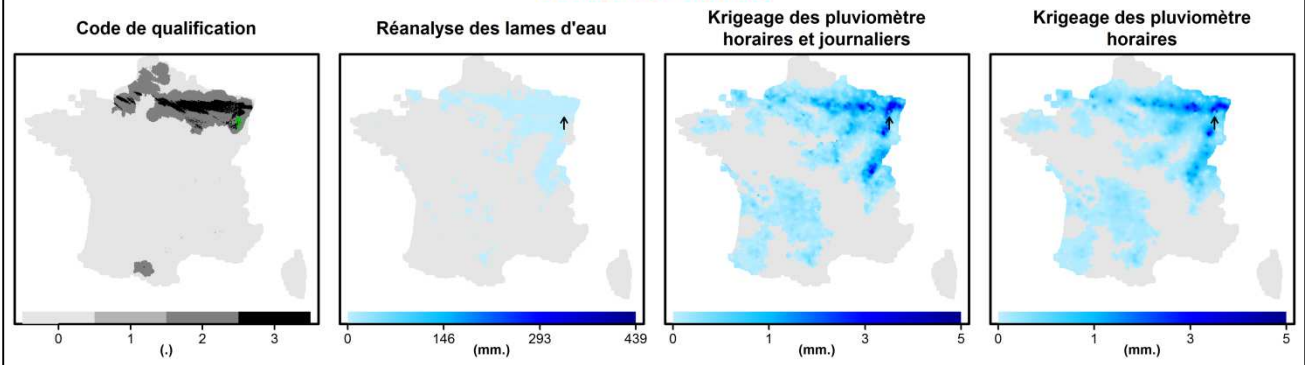 Code de qualification
Réanalyse des lames d'eau
Krigeage des pluviomètre
horaires et journaliers
Krigeage des pluviomètre
horaires
0 1 2 3
(.)
0 146 293 439
(mm.)
0 1 3 5
(mm.)
0 1 3 5
(mm.)